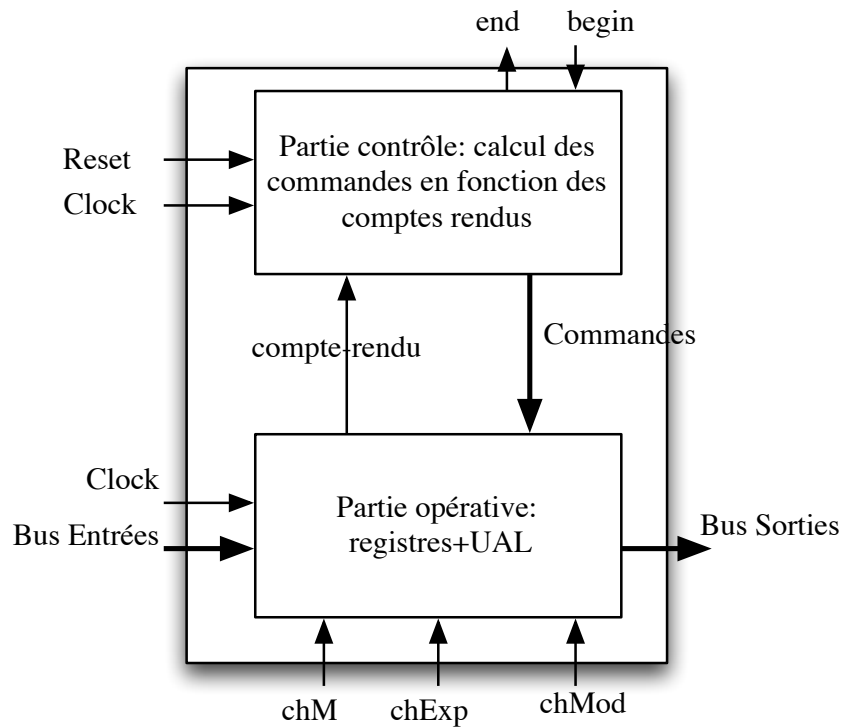 end
begin
Partie contrôle: calcul des
commandes en fonction des
comptes rendus
Reset
Clock
compte-rendu
Commandes
Clock
Bus Entrées
Partie opérative:
registres+UAL
Bus Sorties
chM
chExp
chMod